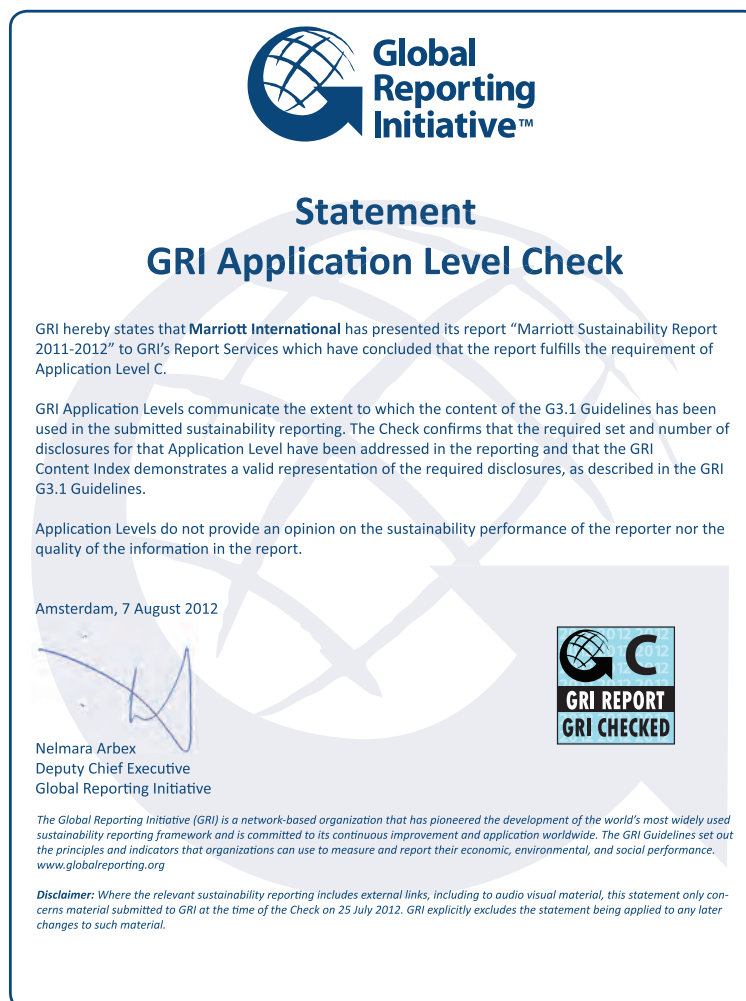 Global
Reporting
Initiative™
Statement
GRI Application Level Check
GRI hereby states that Marriott International has presented its report “Marriott Sustainability Report
2011-2012” to GRI’s Report Services which have concluded that the report fulfills the requirement of
Application Level C.
GRI Application Levels communicate the extent to which the content of the G3.1 Guidelines has been
used in the submitted sustainability reporting. The Check confirms that the required set and number of
disclosures for that Application Level have been addressed in the reporting and that the GRI
Content Index demonstrates a valid representation of the required disclosures, as described in the GRI
G3.1 Guidelines.
Application Levels do not provide an opinion on the sustainability performance of the reporter nor the
quality of the information in the report.
Amsterdam, 7 August 2012
C
GRI REPORT
GRI CHECKED
Nelmara Arbex
Deputy Chief Executive
Global Reporting Initiative
The Global Reporting Initiative (GRI) is a network-based organization that has pioneered the development of the world’s most widely used
sustainability reporting framework and is committed to its continuous improvement and application worldwide. The GRI Guidelines set out
the principles and indicators that organizations can use to measure and report their economic, environmental, and social performance.
www.globalreporting.org
Disclaimer: Where the relevant sustainability reporting includes external links, including to audio visual material, this statement only con-
cerns material submitted to GRI at the time of the Check on 25 July 2012. GRI explicitly excludes the statement being applied to any later
changes to such material.